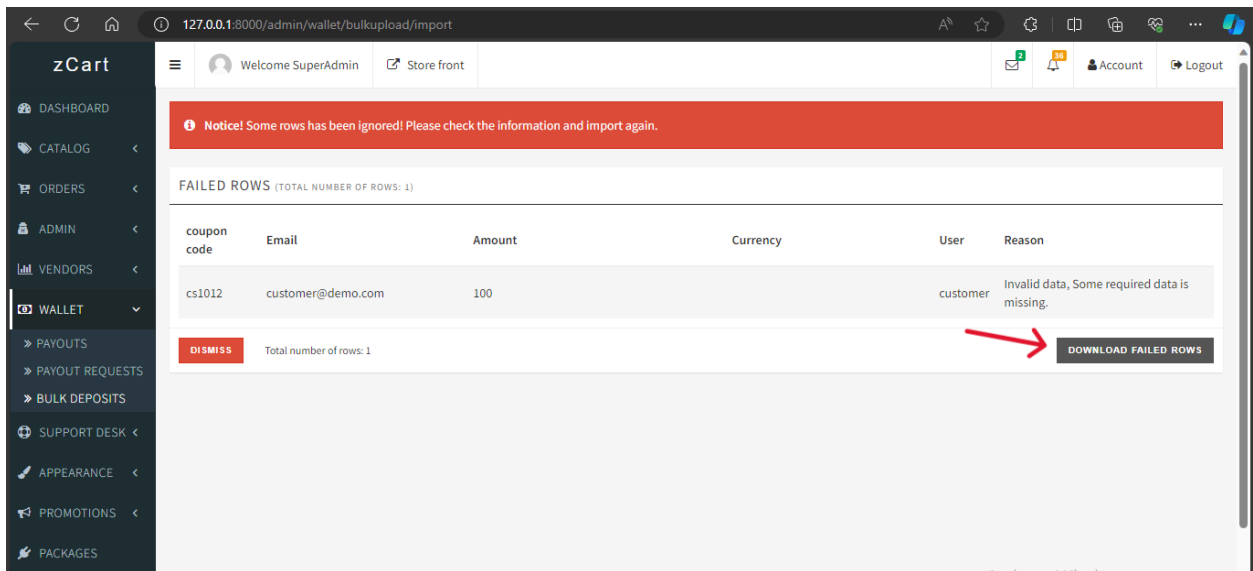 127.0.0.1:8000/admin/wallet/bulkupload/import
zCart
Welcome SuperAdmin
Store front
2
36
Account
Logout
DASHBOARD
CATALOG
ORDERS
ADMIN
VENDORS
WALLET
PAYOUTS
PAYOUT REQUESTS
BULK DEPOSITS
SUPPORT DESK
APPEARANCE
PROMOTIONS
PACKAGES
Notice! Some rows has been ignored! Please check the information and import again.
FAILED ROWS (TOTAL NUMBER OF ROWS: 1)
coupon code Email Amount Currency User Reason
cs1012 customer@demo.com 100 customer Invalid data, Some required data is missing.
DISMISS Total number of rows: 1 DOWNLOAD FAILED ROWS